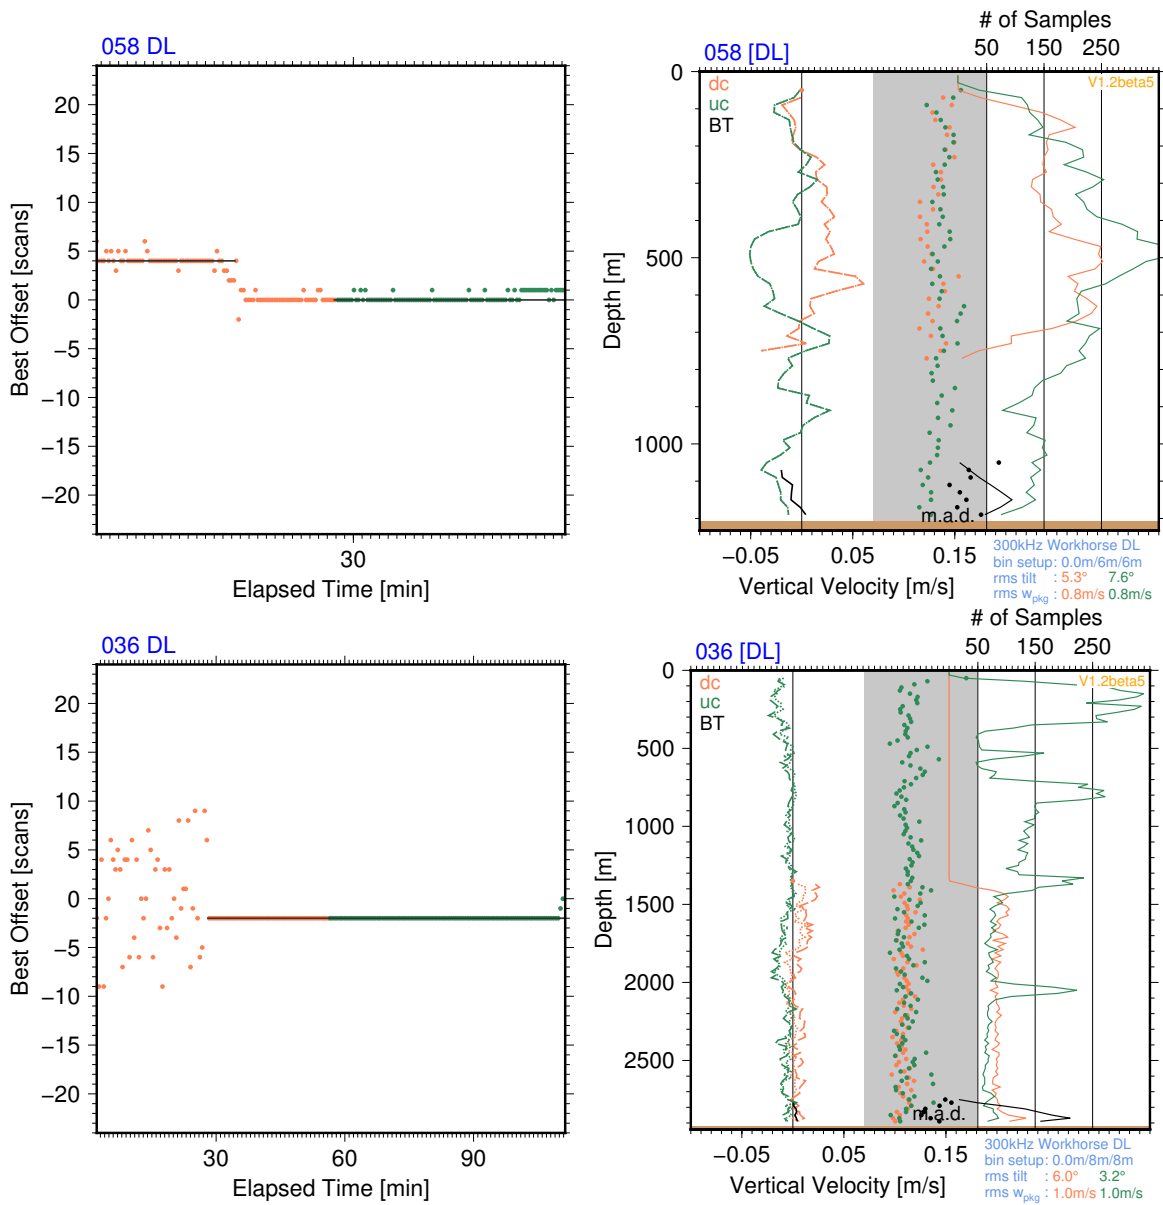 058 DL
20
15
10
5
0
−5
−10
−15
−20
Best Offset [scans]
30
Elapsed Time [min]
# of Samples
50 150 250
058 [DL]
V1.2beta5
dc
uc
BT
0
500
1000
Depth [m]
m.a.d.
−0.05 0.05 0.15
Vertical Velocity [m/s]
300kHz Workhorse DL
bin setup: 0.0m/6m/6m
rms tilt : 5.3° 7.6°
rms wpkg : 0.8m/s 0.8m/s
036 DL
20
15
10
5
0
−5
−10
−15
−20
Best Offset [scans]
30 60 90
Elapsed Time [min]
# of Samples
50 150 250
036 [DL]
V1.2beta5
dc
uc
BT
0
500
1000
1500
2000
2500
Depth [m]
m.a.d.
−0.05 0.05 0.15
Vertical Velocity [m/s]
300kHz Workhorse DL
bin setup: 0.0m/8m/8m
rms tilt : 6.0° 3.2°
rms wpkg : 1.0m/s 1.0m/s